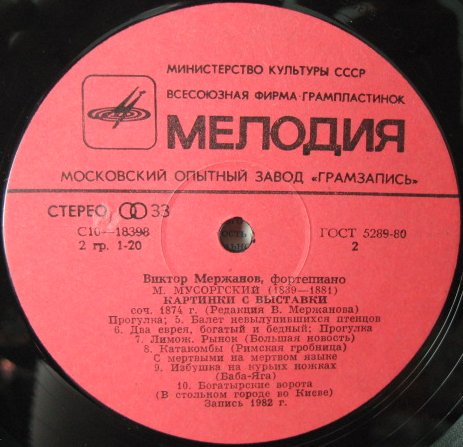 МИНИСТЕРСТВО КУЛЬТУРЫ СССР
ВСЕСОЮЗНАЯ ФИРМА ГРАМПЛАСТИНОК
МЕЛОДИЯ
МОСКОВСКИЙ ОПЫТНЫЙ ЗАВОД «ГРАМЗАПИСЬ»
СТЕРЕО 33
С10—18398
2 гр. 1-20
ГОСТ 5289-80
2
Виктор Мержанов, фортепиано
М. МУСОРГСКИЙ (1839—1881)
КАРТИНКИ С ВЫСТАВКИ
соч. 1874 г. (Редакция В. Мержанова)
Прогулка; 5. Балет невылупившихся птенцов
6. Два еврея, богатый и бедный; Прогулка
7. Лимож. Рынок (Большая новость)
8. Катакомбы (Римская гробница)
С мертвыми на мертвом языке
9. Избушка на курьих ножках
(Баба-Яга)
10. Богатырские ворота
(В стольном городе во Киеве)
Запись 1982 г.